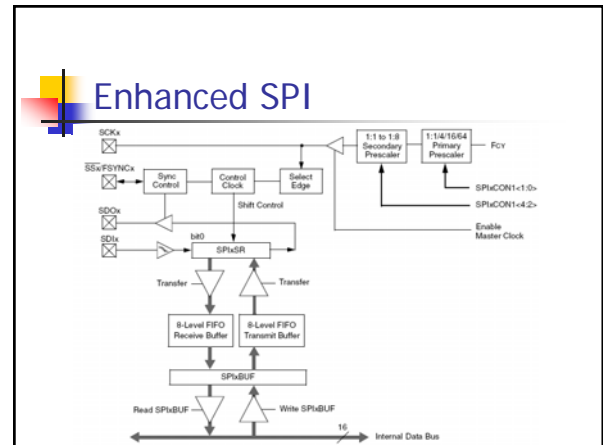 Enhanced SPI
SCKx
1:1 to 1:8
Secondary
Prescaler
1:1/4/16/64
Primary
Prescaler
FCY
SSx/FSYNCx
Sync
Control
Control
Clock
Select
Edge
SPIxCON1<1:0>
SPIxCON1<4:2>
Shift Control
Enable
Master Clock
SDOx
SDIx
bit0
SPIxSR
Transfer
Transfer
8-Level FIFO
Receive Buffer
8-Level FIFO
Transmit Buffer
SPIxBUF
Read SPIxBUF
Write SPIxBUF
16
Internal Data Bus